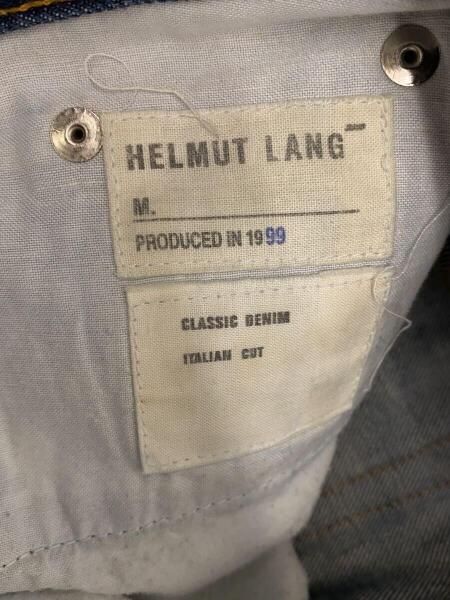 HELMUT LANG
M.
PRODUCED IN 1999
CLASSIC DENIM
ITALIAN CUT